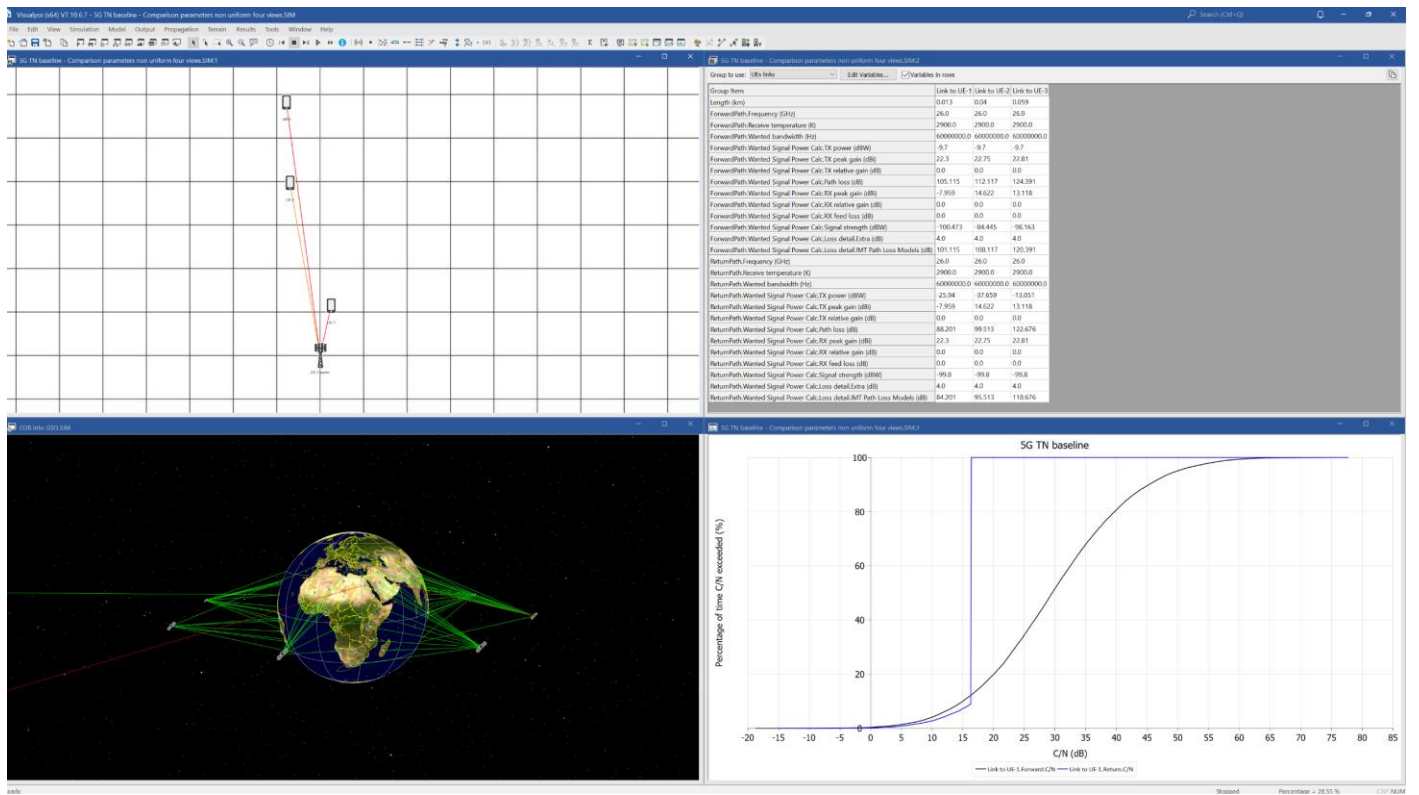 Visualyse (x64) V7.10.6.7 - 5G TN baseline - Comparison parameters non uniform four views.SIM
Search (Ctrl+Q)
File Edit View Simulation Model Output Propagation Terrain Results Tools Window Help
5G TN baseline - Comparison parameters non uniform four views.SIM:1
5G TN baseline - Comparison parameters non uniform four views.SIM:2
Group to use: UEs links Edit Variables... Variables in rows
Group Item Link to UE-1 Link to UE-2 Link to UE-3
Length (km) 0.013 0.04 0.059
ForwardPath.Frequency (GHz) 26.0 26.0 26.0
ForwardPath.Receive temperature (K) 2900.0 2900.0 2900.0
ForwardPath.Wanted bandwidth (Hz) 60000000.0 60000000.0 60000000.0
ForwardPath.Wanted Signal Power Calc.TX power (dBW) -9.7 -9.7 -9.7
ForwardPath.Wanted Signal Power Calc.TX peak gain (dBi) 22.3 22.75 22.81
ForwardPath.Wanted Signal Power Calc.TX relative gain (dB) 0.0 0.0 0.0
ForwardPath.Wanted Signal Power Calc.Path loss (dB) 105.115 112.117 124.391
ForwardPath.Wanted Signal Power Calc.RX peak gain (dBi) -7.959 14.622 13.118
ForwardPath.Wanted Signal Power Calc.RX relative gain (dB) 0.0 0.0 0.0
ForwardPath.Wanted Signal Power Calc.RX feed loss (dB) 0.0 0.0 0.0
ForwardPath.Wanted Signal Power Calc.Signal strength (dBW) -100.473 -84.445 -98.163
ForwardPath.Wanted Signal Power Calc.Loss detail.Extra (dB) 4.0 4.0 4.0
ForwardPath.Wanted Signal Power Calc.Loss detail.IMT Path Loss Models (dB) 101.115 108.117 120.391
ReturnPath.Frequency (GHz) 26.0 26.0 26.0
ReturnPath.Receive temperature (K) 2900.0 2900.0 2900.0
ReturnPath.Wanted bandwidth (Hz) 60000000.0 60000000.0 60000000.0
ReturnPath.Wanted Signal Power Calc.TX power (dBW) -25.94 -37.659 -13.051
ReturnPath.Wanted Signal Power Calc.TX peak gain (dBi) -7.959 14.622 13.118
ReturnPath.Wanted Signal Power Calc.TX relative gain (dB) 0.0 0.0 0.0
ReturnPath.Wanted Signal Power Calc.Path loss (dB) 88.201 99.513 122.676
ReturnPath.Wanted Signal Power Calc.RX peak gain (dBi) 22.3 22.75 22.81
ReturnPath.Wanted Signal Power Calc.RX relative gain (dB) 0.0 0.0 0.0
ReturnPath.Wanted Signal Power Calc.RX feed loss (dB) 0.0 0.0 0.0
ReturnPath.Wanted Signal Power Calc.Signal strength (dBW) -99.8 -99.8 -99.8
ReturnPath.Wanted Signal Power Calc.Loss detail.Extra (dB) 4.0 4.0 4.0
ReturnPath.Wanted Signal Power Calc.Loss detail.IMT Path Loss Models (dB) 84.201 95.513 118.676
O3B into GSO.SIM
5G TN baseline - Comparison parameters non uniform four views.SIM:3
5G TN baseline
Percentage of time C/N exceeded (%)
100
80
60
40
20
0
-20 -15 -10 -5 0 5 10 15 20 25 30 35 40 45 50 55 60 65 70 75 80 85
C/N (dB)
Link to UE-1.Forward.C/N Link to UE-1.Return.C/N
Stopped Percentage = 28.55 % CAP NUM